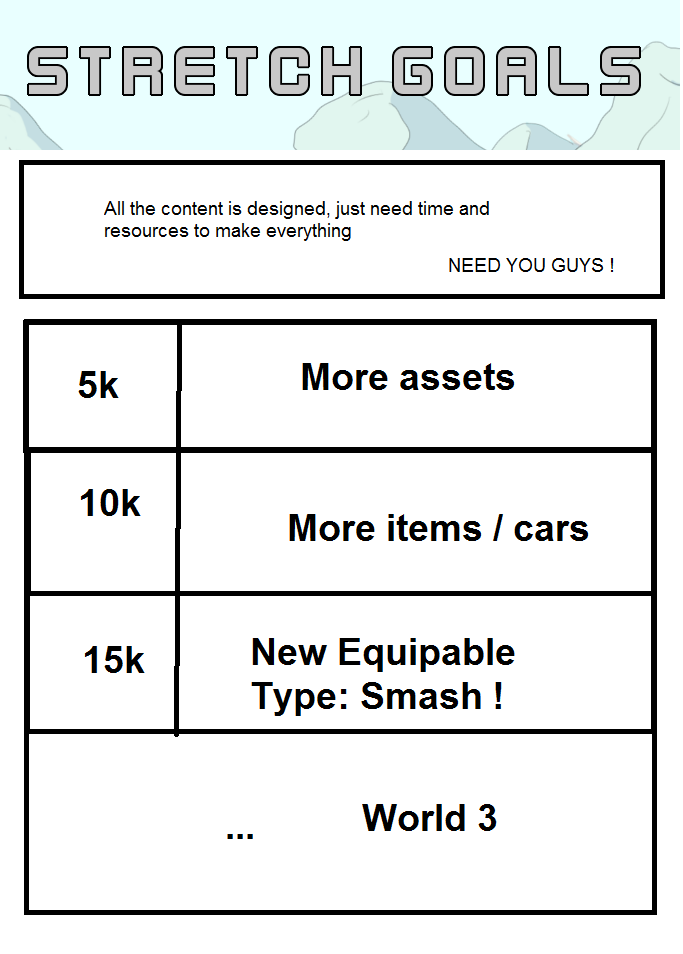 STRETCH GOALS
All the content is designed, just need time and
resources to make everything
NEED YOU GUYS !
5k
More assets
10k
More items / cars
15k
New Equipable
Type: Smash !
...
World 3